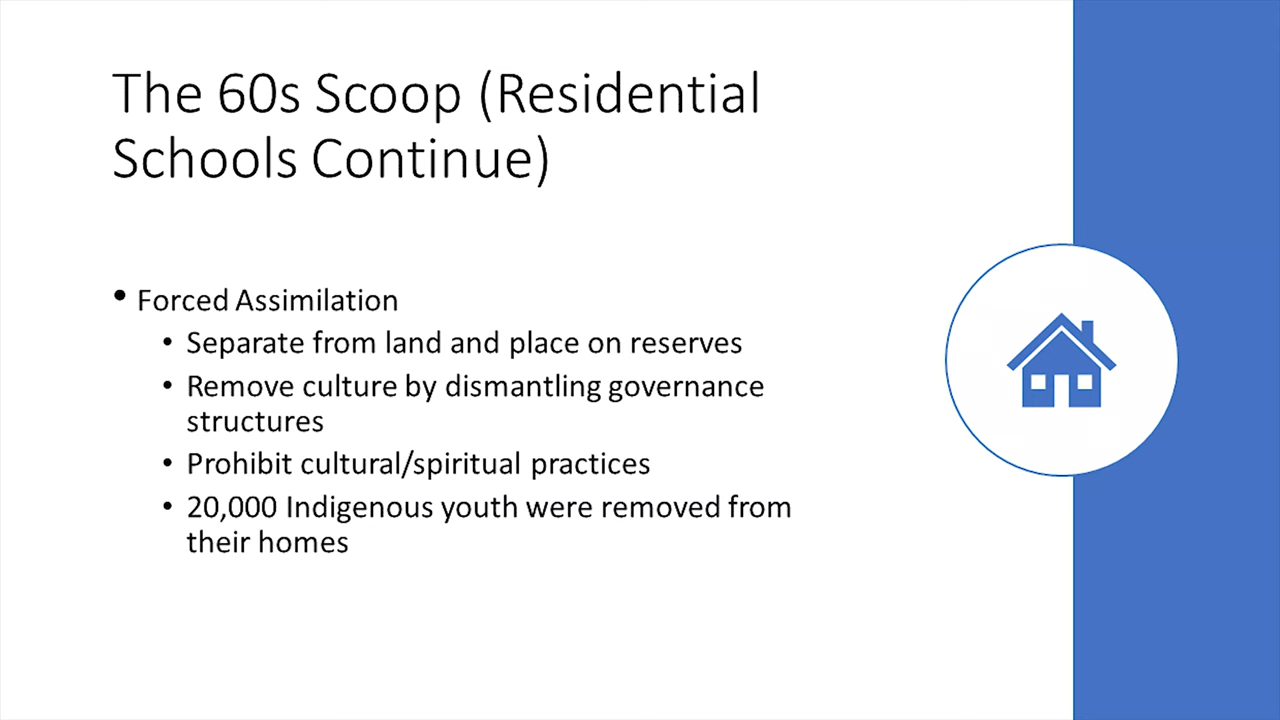 The 60s Scoop (Residential
Schools Continue)
• Forced Assimilation
• Separate from land and place on reserves
• Remove culture by dismantling governance
structures
• Prohibit cultural/spiritual practices
• 20,000 Indigenous youth were removed from
their homes